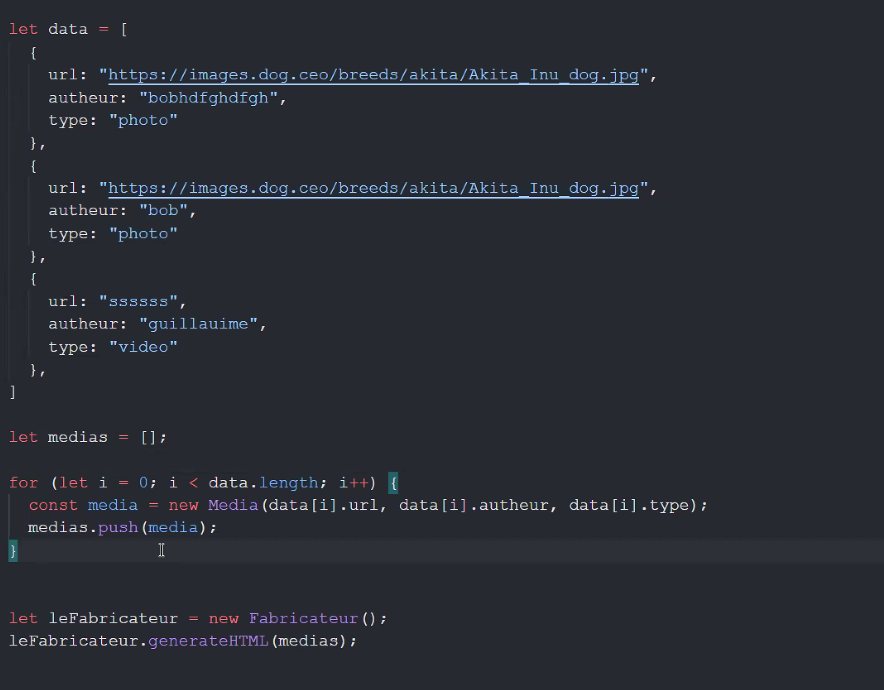 let data = [
{
url: "https://images.dog.ceo/breeds/akita/Akita_Inu_dog.jpg",
autheur: "bobhdfghdfgh",
type: "photo"
},
{
url: "https://images.dog.ceo/breeds/akita/Akita_Inu_dog.jpg",
autheur: "bob",
type: "photo"
},
{
url: "ssssss",
autheur: "guillauime",
type: "video"
},
]
let medias = [];
for (let i = 0; i < data.length; i++) {
const media = new Media(data[i].url, data[i].autheur, data[i].type);
medias.push(media);
}
let leFabricateur = new Fabricateur();
leFabricateur.generateHTML(medias);